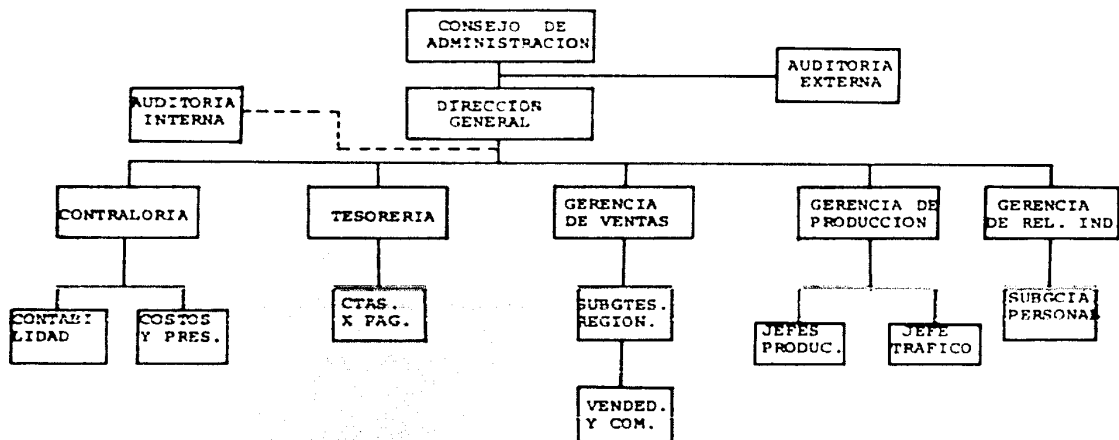 CONSEJO DE
ADMINISTRACION
AUDITORIA
EXTERNA
AUDITORIA
INTERNA
DIRECCION
GENERAL
CONTRALORIA
TESORERIA
GERENCIA
DE VENTAS
GERENCIA DE
PRODUCCION
GERENCIA
DE REL. IND.
CONTABI
LIDAD
COSTOS
Y PRES.
CTAS.
X PAG.
SUBGTES.
REGION.
JEFES
PRODUC.
JEFE
TRAFICO
SUBGCIA
PERSONAL
VENDED.
Y COM.